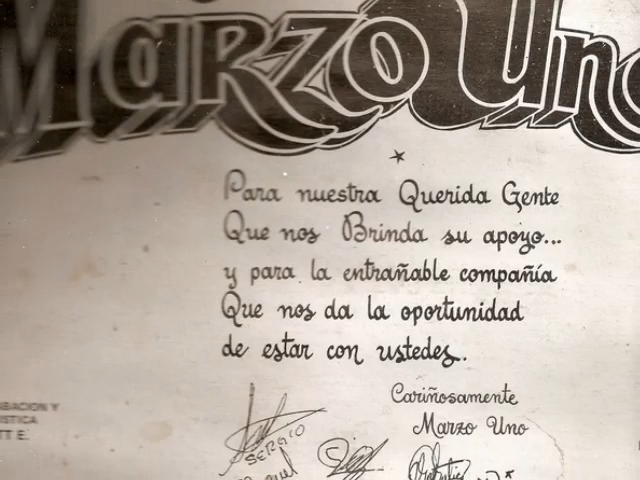 Marzo Uno
Para nuestra Querida Gente
Que nos Brinda su apoyo...
y para la entrañable compañía
Que nos da la oportunidad
de estar con ustedes.
Cariñosamente
Marzo Uno
SERGIO